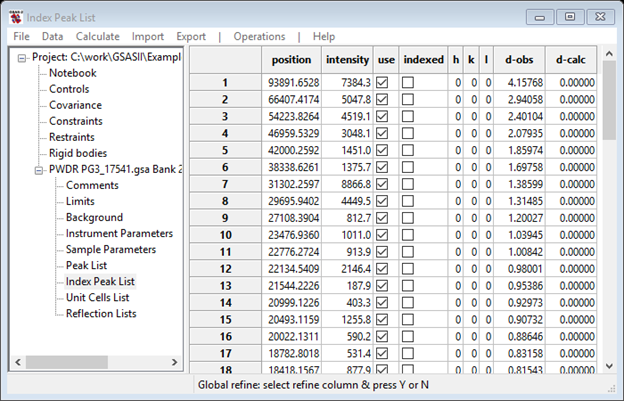 Index Peak List
File Data Calculate Import Export | Operations | Help
Project: C:\work\GSASII\Exampl
Notebook
Controls
Covariance
Constraints
Restraints
Rigid bodies
PWDR PG3_17541.gsa Bank 2
Comments
Limits
Background
Instrument Parameters
Sample Parameters
Peak List
Index Peak List
Unit Cells List
Reflection Lists
position intensity use indexed h k l d-obs d-calc
1 93891.6528 7384.3 0 0 0 4.15768 0.00000
2 66407.4174 5047.8 0 0 0 2.94058 0.00000
3 54223.8264 4519.1 0 0 0 2.40104 0.00000
4 46959.5329 3048.1 0 0 0 2.07935 0.00000
5 42000.2592 1451.0 0 0 0 1.85974 0.00000
6 38338.6261 1375.7 0 0 0 1.69758 0.00000
7 31302.2597 8866.8 0 0 0 1.38599 0.00000
8 29695.9402 4449.5 0 0 0 1.31485 0.00000
9 27108.3904 812.7 0 0 0 1.20027 0.00000
10 23476.9360 1011.0 0 0 0 1.03945 0.00000
11 22776.2724 913.9 0 0 0 1.00842 0.00000
12 22134.5409 2146.4 0 0 0 0.98001 0.00000
13 21544.2226 187.9 0 0 0 0.95386 0.00000
14 20999.1226 403.3 0 0 0 0.92973 0.00000
15 20493.1159 1255.8 0 0 0 0.90732 0.00000
16 20022.1311 590.2 0 0 0 0.88646 0.00000
17 18782.8018 531.4 0 0 0 0.83158 0.00000
18 18418.1567 877.9 0 0 0 0.81543 0.00000
Global refine: select refine column & press Y or N